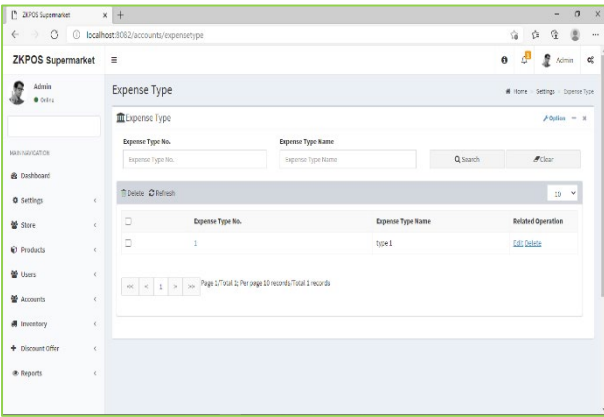 ZKPOS Supermarket
localhost:8082/accounts/expensetype
ZKPOS Supermarket
Admin
Admin
Online
Expense Type
Home
Settings
Expense Type
Expense Type
Option
Expense Type No.
Expense Type Name
Expense Type No.
Expense Type Name
Search
Clear
MAIN NAVIGATION
Dashboard
Delete Refresh
10
Settings
Store
Expense Type No.
Expense Type Name
Related Operation
1
type 1
Edit Delete
Products
Users
Accounts
<< < 1 > >> Page 1/Total 1; Per page 10 records/Total 1 records
Inventory
Discount Offer
Reports